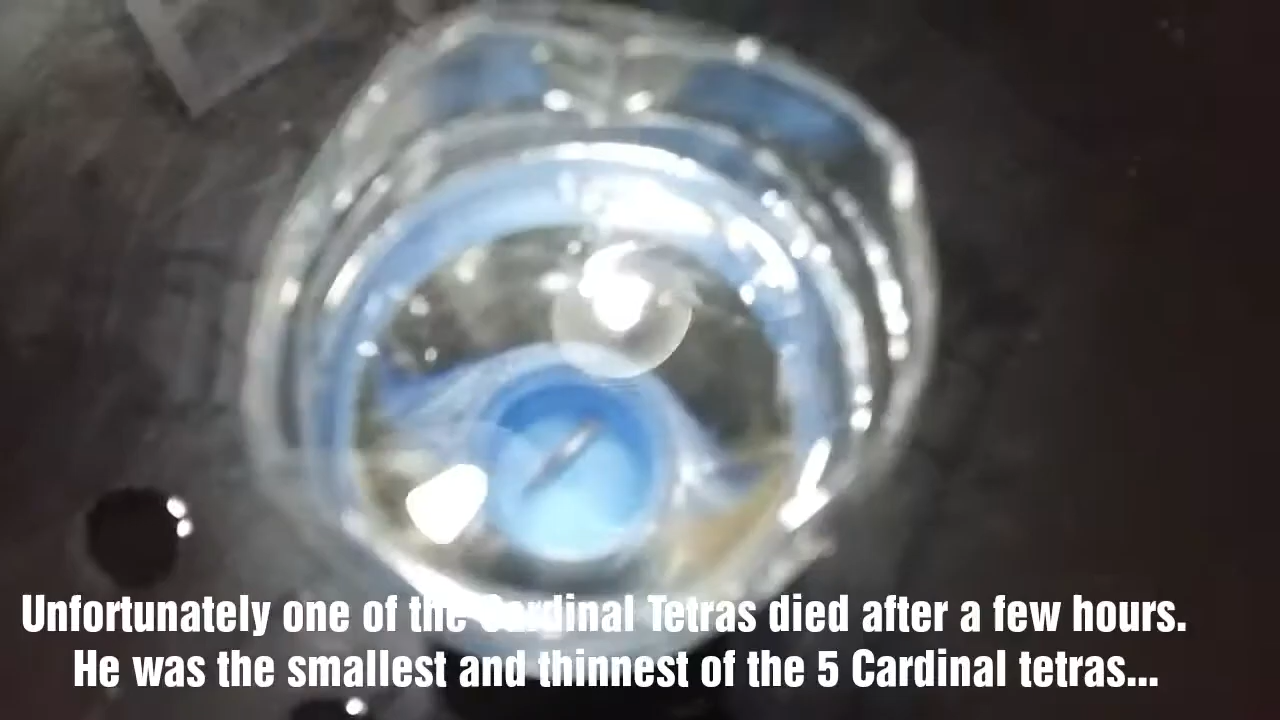 Unfortunately one of the Cardinal Tetras died after a few hours.
He was the smallest and thinnest of the 5 Cardinal tetras...